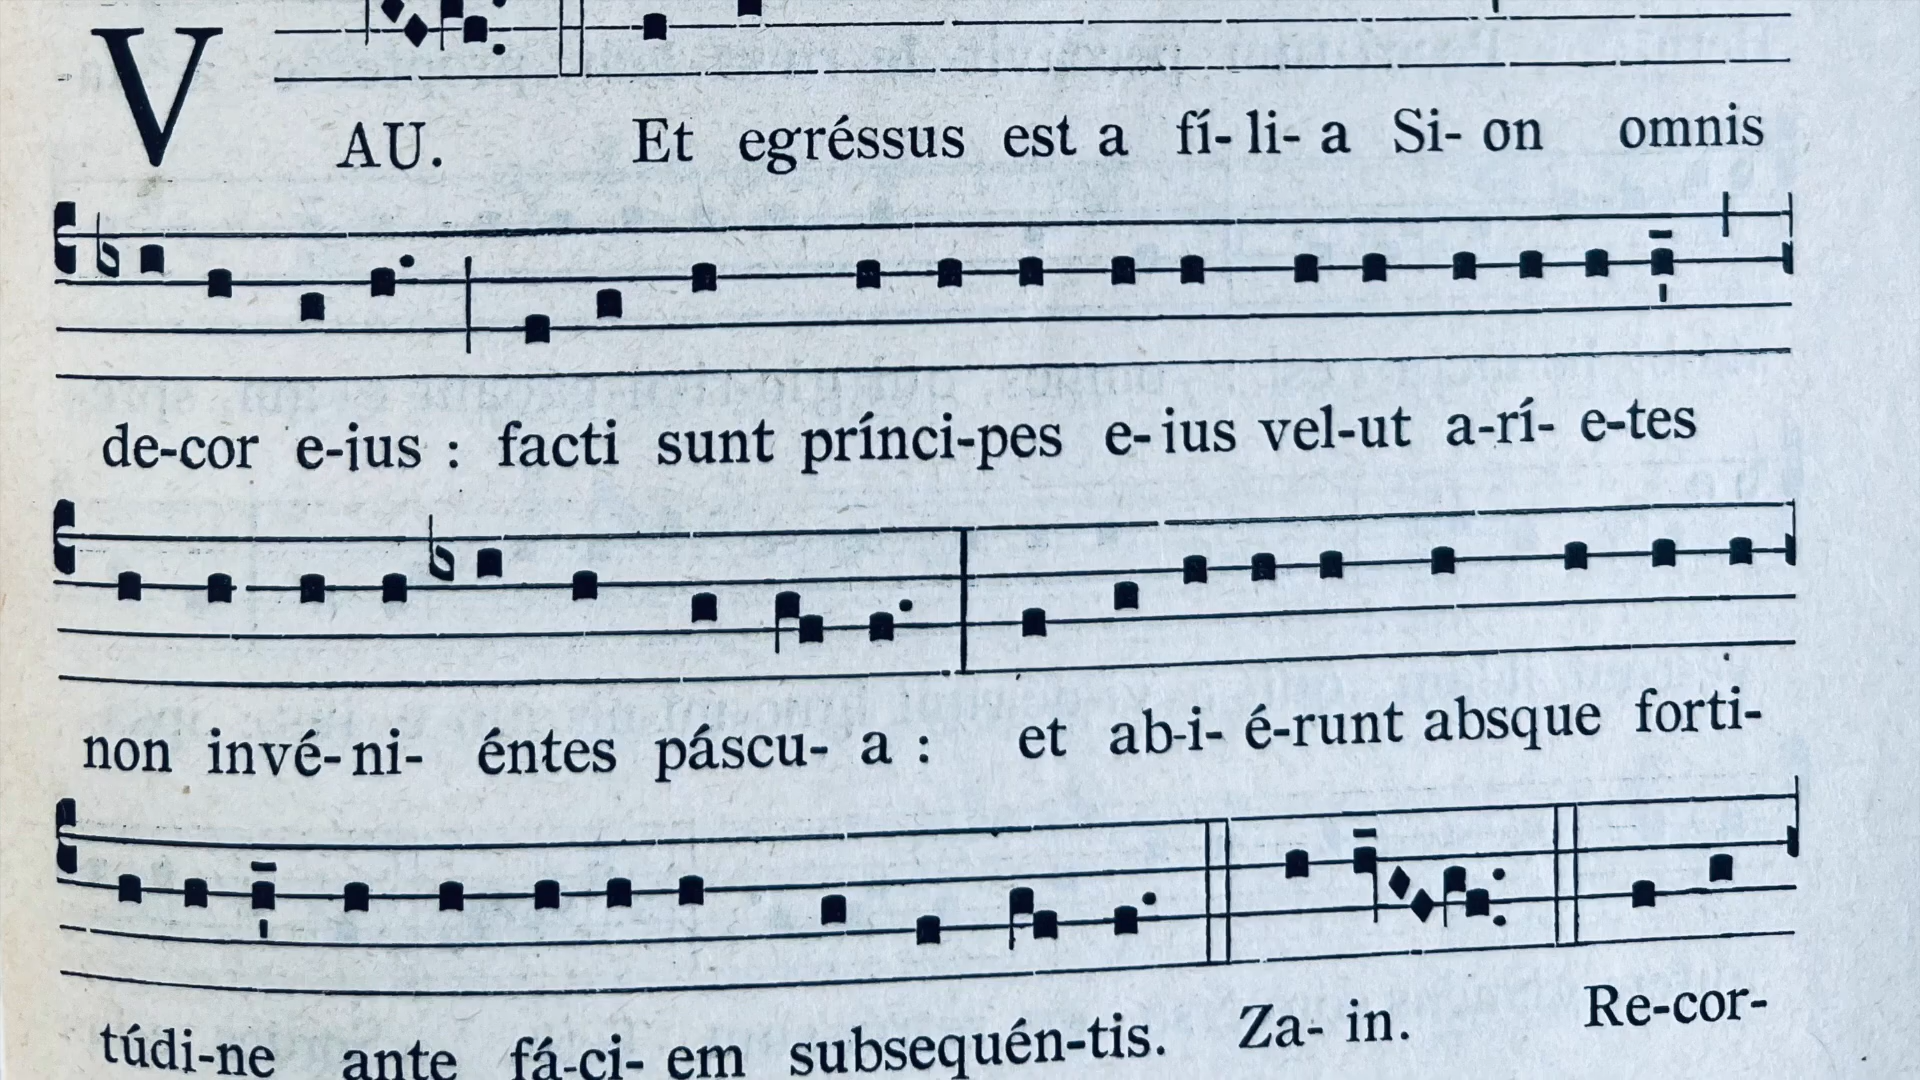 VAU. Et egréssus est a fí- li- a Si- on omnis
de-cor e-ius : facti sunt prínci-pes e- ius vel-ut a-rí- e-tes
non invé- ni- éntes páscu- a : et ab-i- é-runt absque forti-
túdi-ne ante fá-ci- em subsequén-tis. Za- in. Re-cor-